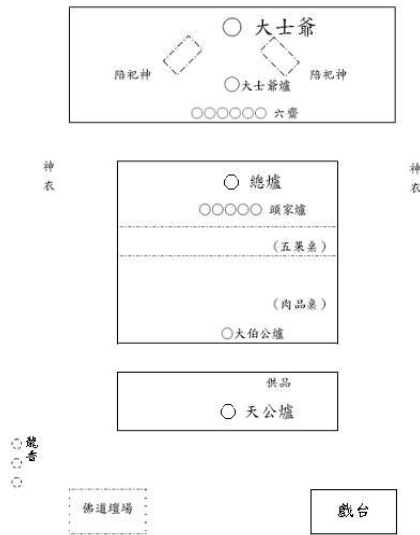 大士爺
陪祀神
陪祀神
大士爺爐
六齋
神衣
神衣
總爐
頭家爐
（五果桌）
（肉品桌）
大伯公爐
供品
天公爐
龍香
佛道壇場
戲台